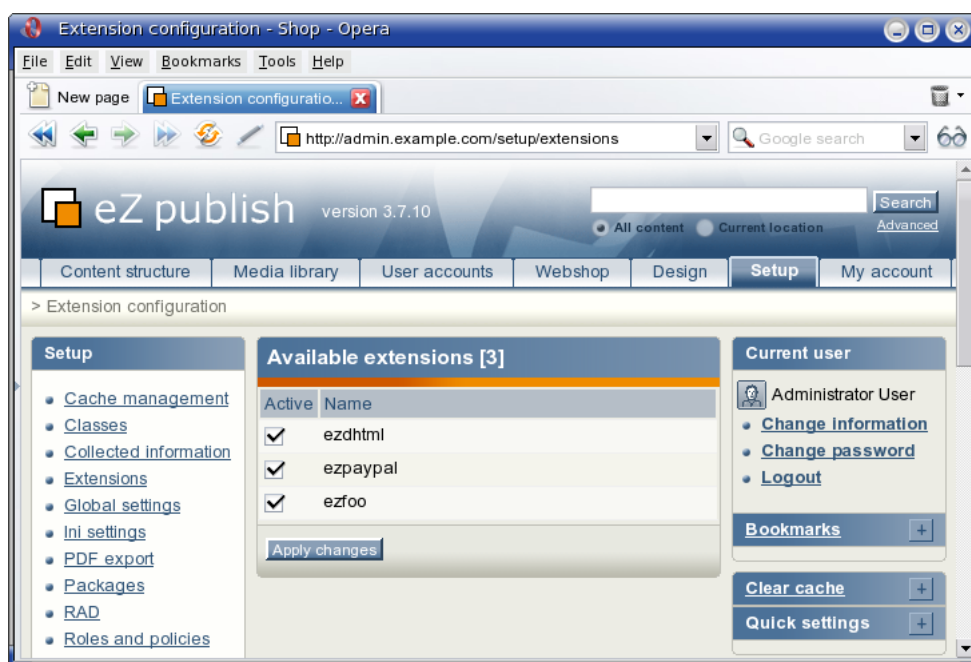 Extension configuration - Shop - Opera
File Edit View Bookmarks Tools Help
New page Extension configuratio...
http://admin.example.com/setup/extensions Google search
eZ publish version 3.7.10
Search
All content Current location Advanced
Content structure Media library User accounts Webshop Design Setup My account
> Extension configuration
Setup
Cache management
Classes
Collected information
Extensions
Global settings
Ini settings
PDF export
Packages
RAD
Roles and policies
Available extensions [3]
Active Name
ezdhtml
ezpaypal
ezfoo
Apply changes
Current user
Administrator User
Change information
Change password
Logout
Bookmarks +
Clear cache +
Quick settings +